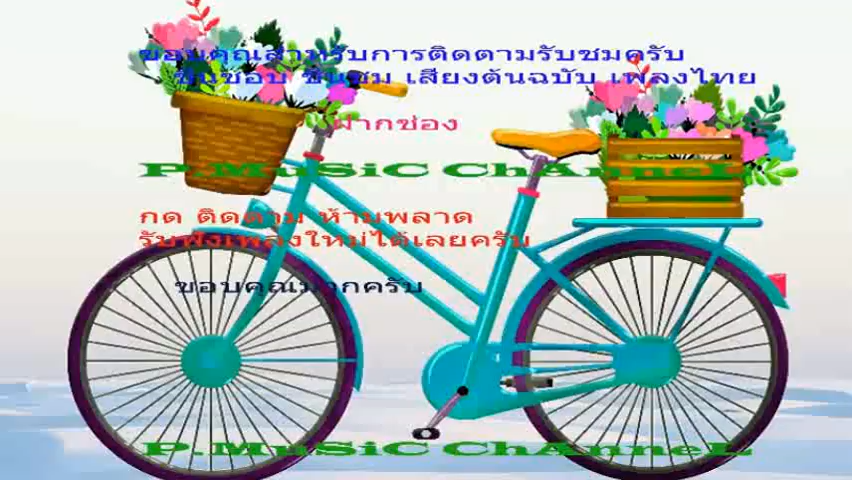 ขอบคุณสำหรับการติดตามรับชมครับ
ชื่นชอบ ชื่นชม เสียงต้นฉบับ เพลงไทย
ฝากช่อง
P.MuSiC ChAnneL
กด ติดตาม ห้ามพลาด
รับฟังเพลงใหม่ได้เลยครับ
ขอบคุณมากครับ
P.MuSiC ChAnneL